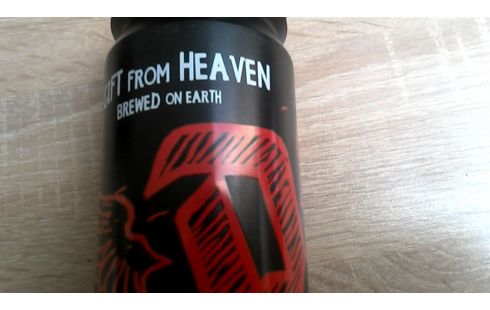 FROM HEAVEN
BREWED ON EARTH